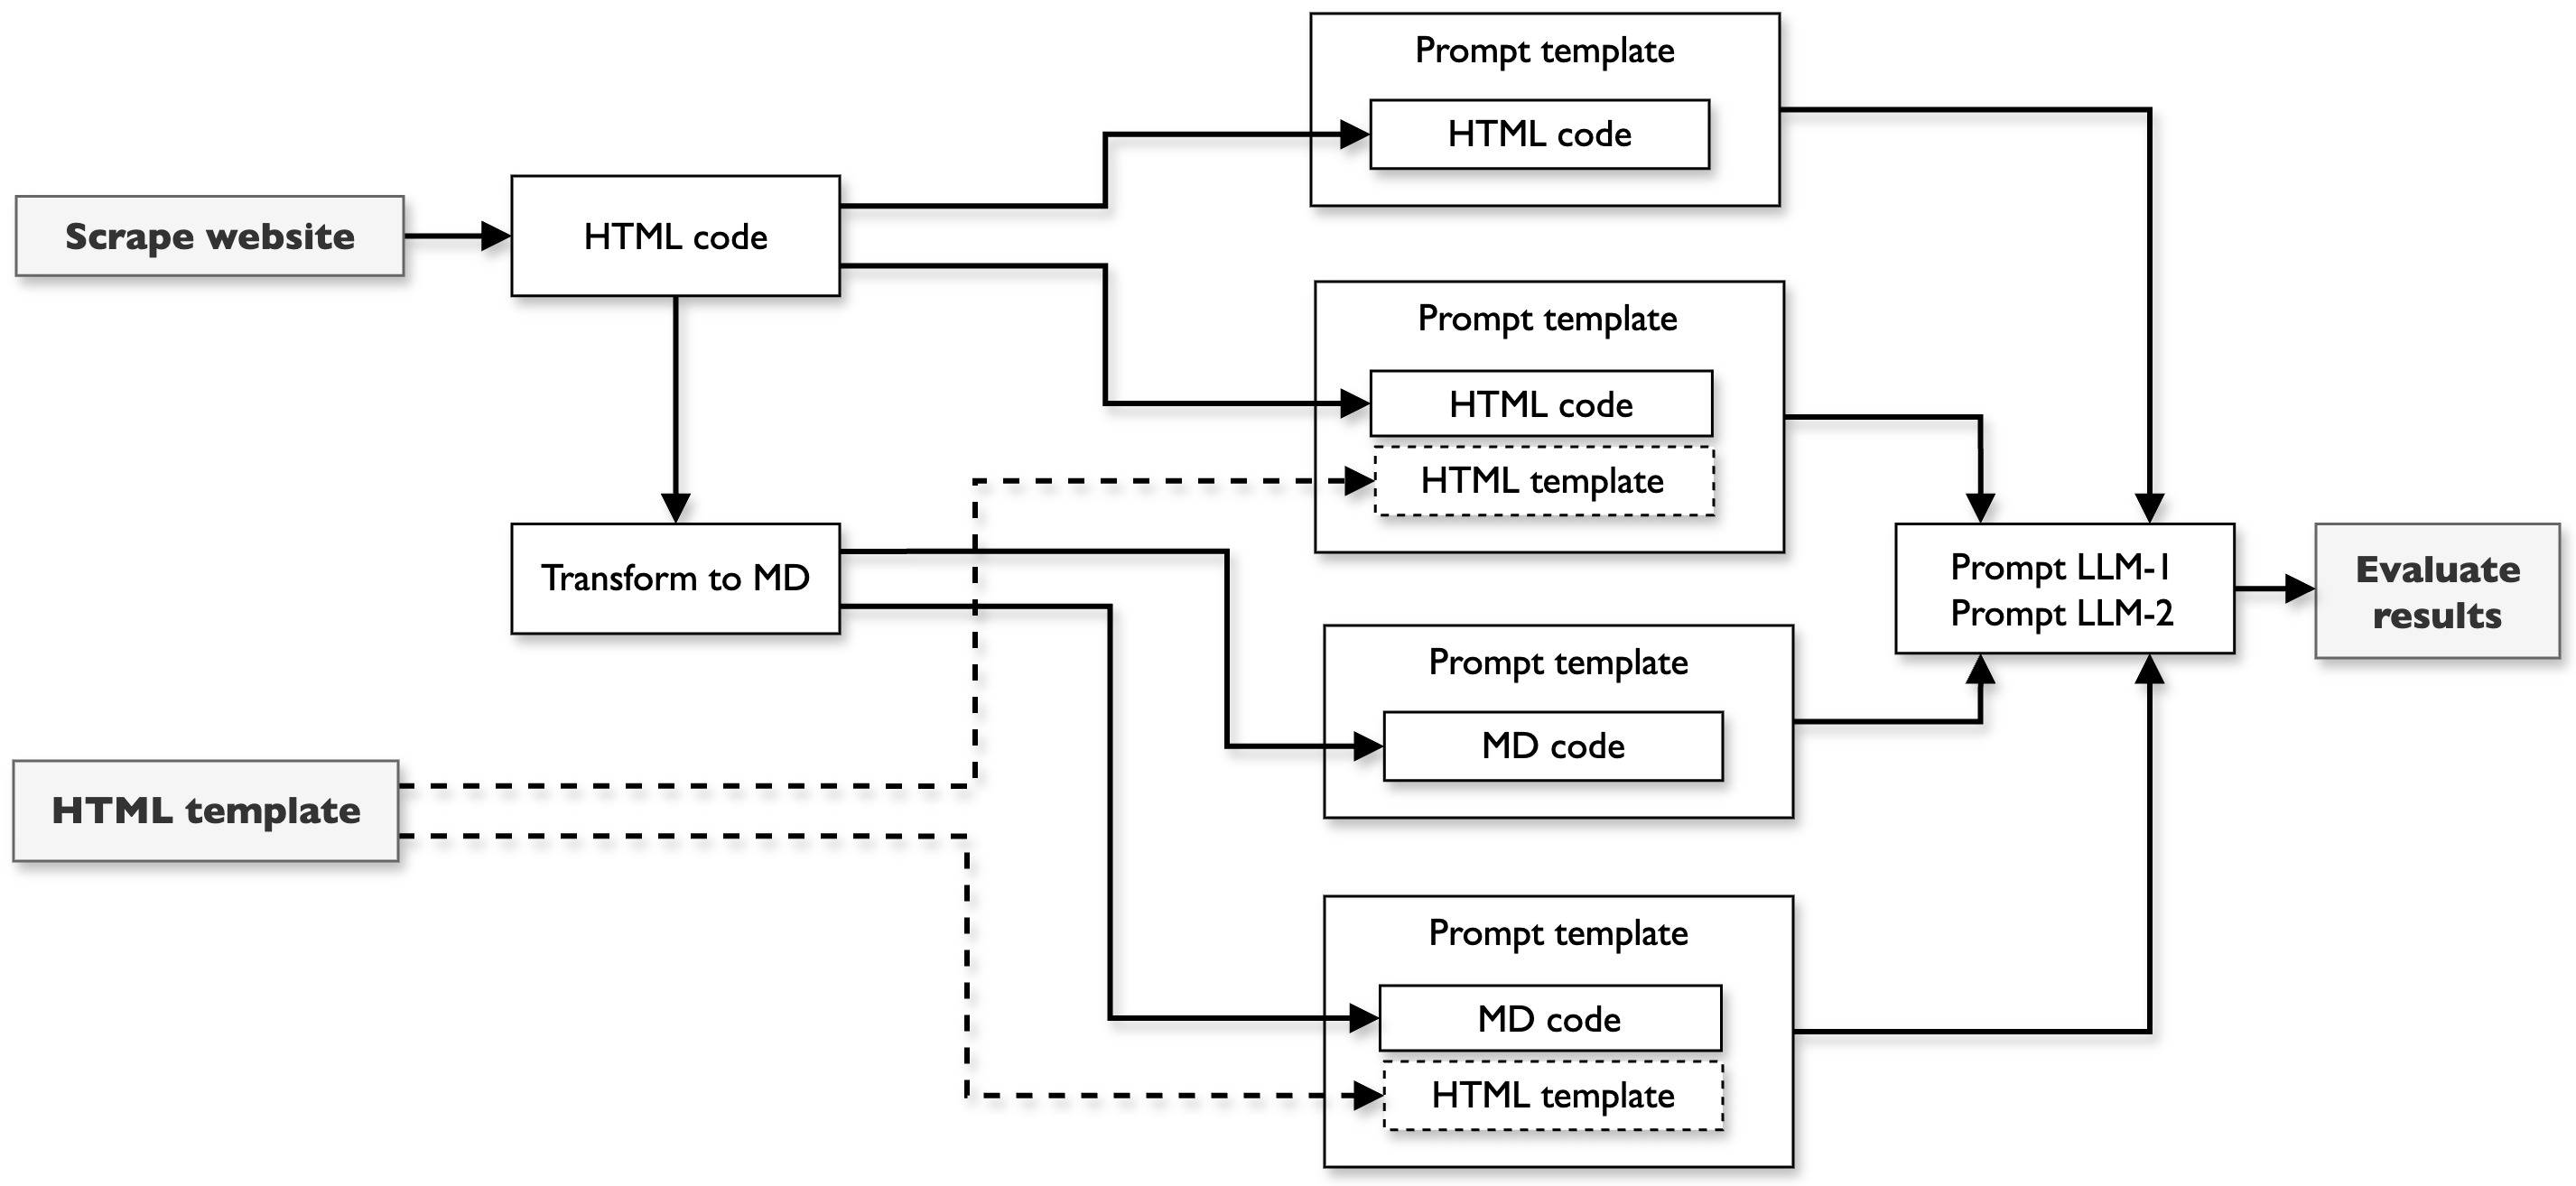 Scrape website
HTML code
Transform to MD
HTML template
Prompt template
HTML code
Prompt template
HTML code
HTML template
Prompt template
MD code
Prompt template
MD code
HTML template
Prompt LLM-1
Prompt LLM-2
Evaluate
results